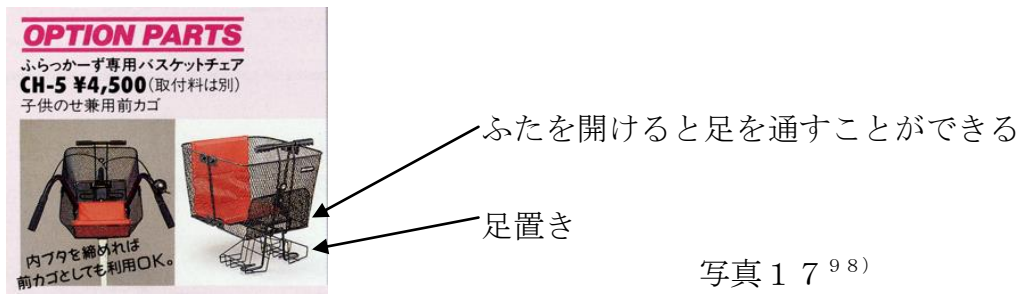 OPTION PARTS
ふらっかーず専用バスケットチェア
CH-5 ¥4,500(取付料は別)
子供のせ兼用前カゴ
内ブタを締めれば
前カゴとしても利用OK。
ふたを開けると足を通すことができる
足置き
写真１７⁹⁸⁾